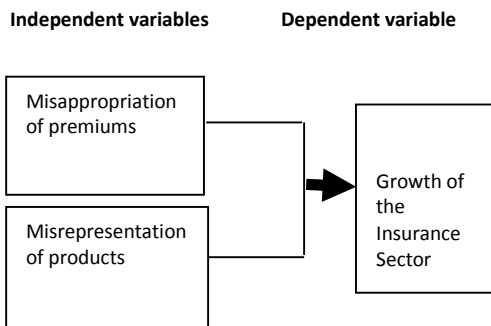 Independent variables
Dependent variable
Misappropriation
of premiums
Misrepresentation
of products
Growth of
the
Insurance
Sector